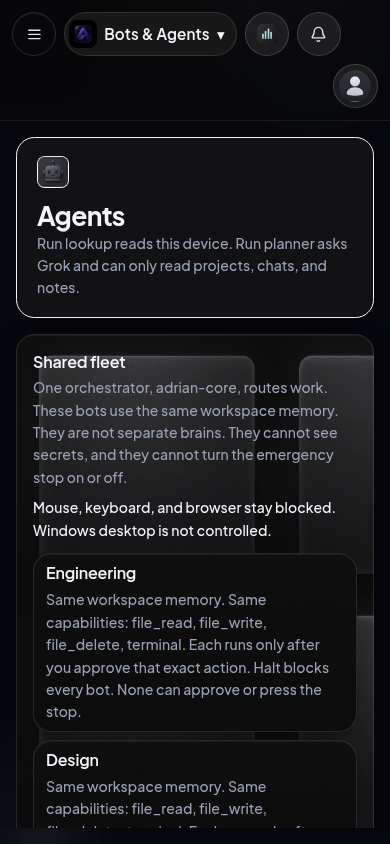 Bots & Agents ▾
Agents
Run lookup reads this device. Run planner asks
Grok and can only read projects, chats, and
notes.
Shared fleet
One orchestrator, adrian-core, routes work.
These bots use the same workspace memory.
They are not separate brains. They cannot see
secrets, and they cannot turn the emergency
stop on or off.
Mouse, keyboard, and browser stay blocked.
Windows desktop is not controlled.
Engineering
Same workspace memory. Same
capabilities: file_read, file_write,
file_delete, terminal. Each runs only after
you approve that exact action. Halt blocks
every bot. None can approve or press the
stop.
Design
Same workspace memory. Same
capabilities: file_read, file_write,